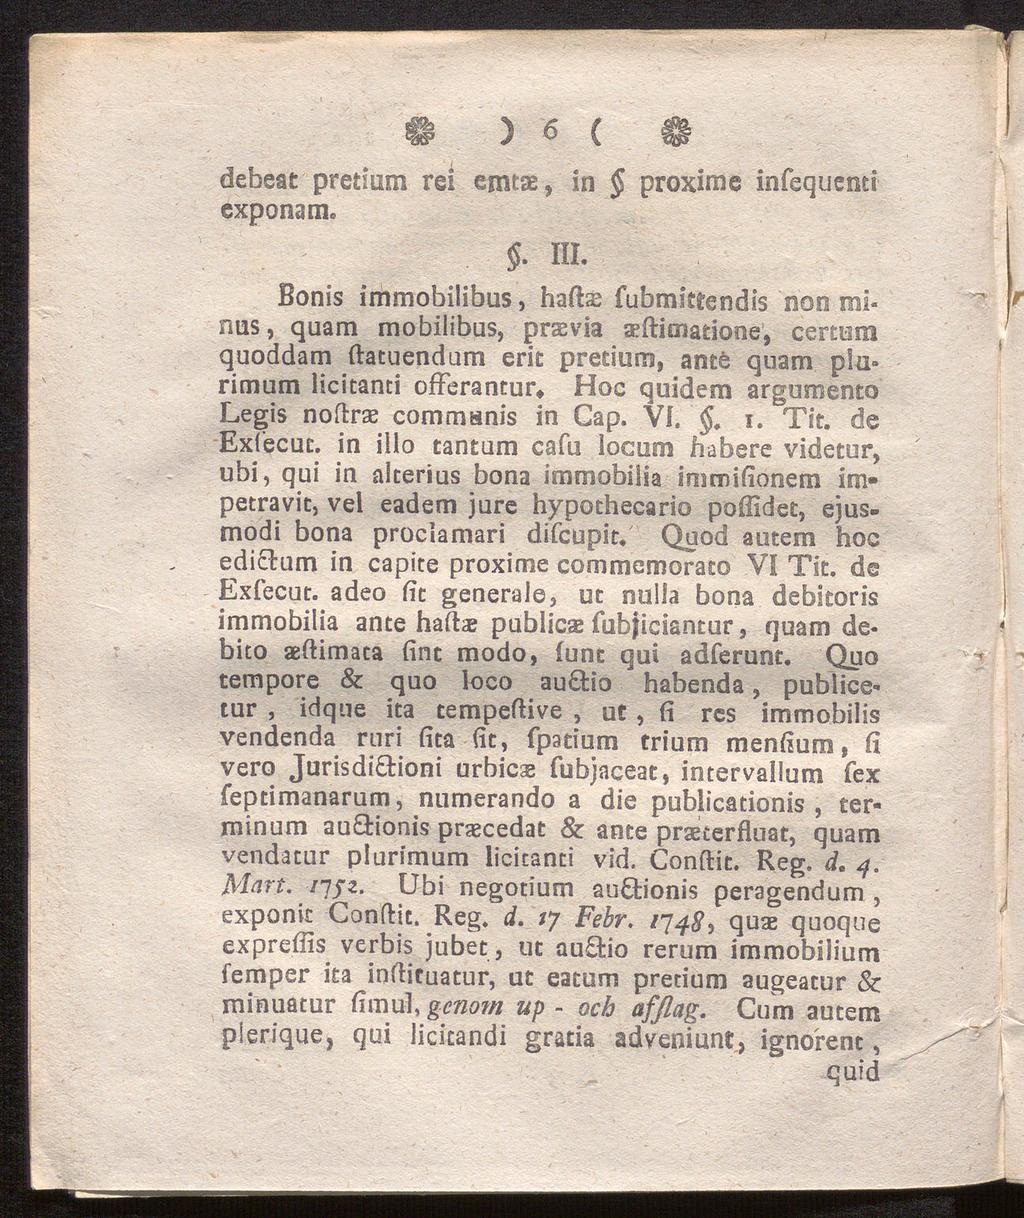 ) 6 (
debeat pretium rei emtæ, in § proxime inſequenti
exponam.
§. III.
Bonis immobilibus, haſtæ ſubmittendis non mi-
nus, quam mobilibus, prævia æſtimatione, certum
quoddam ſtatuendum erit pretium, ante quam plu-
rimum licitanti offerantur. Hoc quidem argumento
Legis noſtræ communis in Cap. VI. §. 1. Tit. de
Exſecut. in illo tantum caſu locum habere videtur,
ubi, qui in alterius bona immobilia immiſionem im-
petravit, vel eadem jure hypothecario poſſidet, ejus-
modi bona proclamari diſcupit. Quod autem hoc
edictum in capite proxime commemorato VI Tit. de
Exſecut. adeo ſit generale, ut nulla bona debitoris
immobilia ante haſtæ publicæ ſubjiciantur, quam de-
bito æſtimata ſint modo, ſunt qui adſerunt. Quo
tempore & quo loco auctio habenda, publice-
tur, idque ita tempeſtive, ut, ſi res immobilis
vendenda ruri ſita ſit, ſpatium trium menſium, ſi
vero Jurisdictioni urbicæ ſubjaceat, intervallum ſex
ſeptimanarum, numerando a die publicationis, ter-
minum auctionis præcedat & ante præterfluat, quam
vendatur plurimum licitanti vid. Conſtit. Reg. d. 4.
Mart. 1752. Ubi negotium auctionis peragendum,
exponit Conſtit. Reg. d. 17 Febr. 1748, quæ quoque
expreſſis verbis jubet, ut auctio rerum immobilium
ſemper ita inſtituatur, ut eatum pretium augeatur &
minuatur ſimul, genom up - och afſlag. Cum autem
plerique, qui licitandi gratia adveniunt, ignorent,
quid